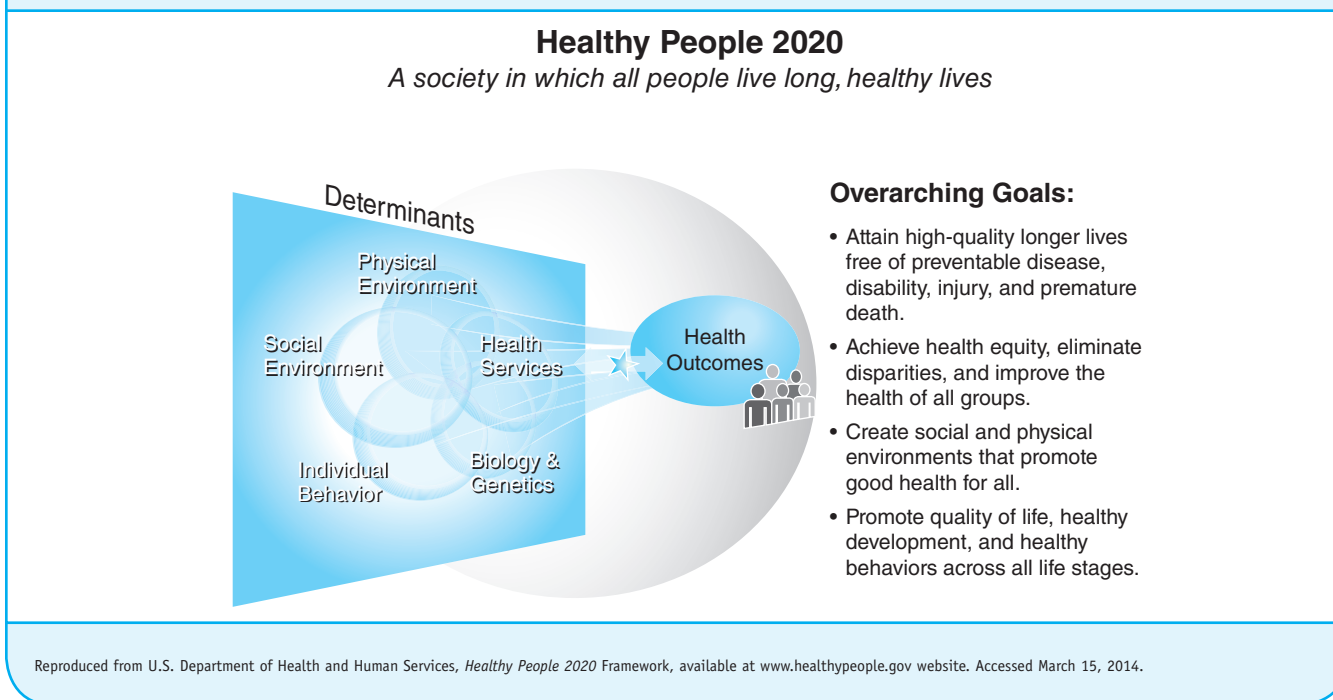 Healthy People 2020
A society in which all people live long, healthy lives
Determinants
Physical
Environment
Social
Environment
Health
Services
Individual
Behavior
Biology &
Genetics
Health
Outcomes
Overarching Goals:
• Attain high-quality longer lives
free of preventable disease,
disability, injury, and premature
death.
• Achieve health equity, eliminate
disparities, and improve the
health of all groups.
• Create social and physical
environments that promote
good health for all.
• Promote quality of life, healthy
development, and healthy
behaviors across all life stages.
Reproduced from U.S. Department of Health and Human Services, Healthy People 2020 Framework, available at www.healthypeople.gov website. Accessed March 15, 2014.